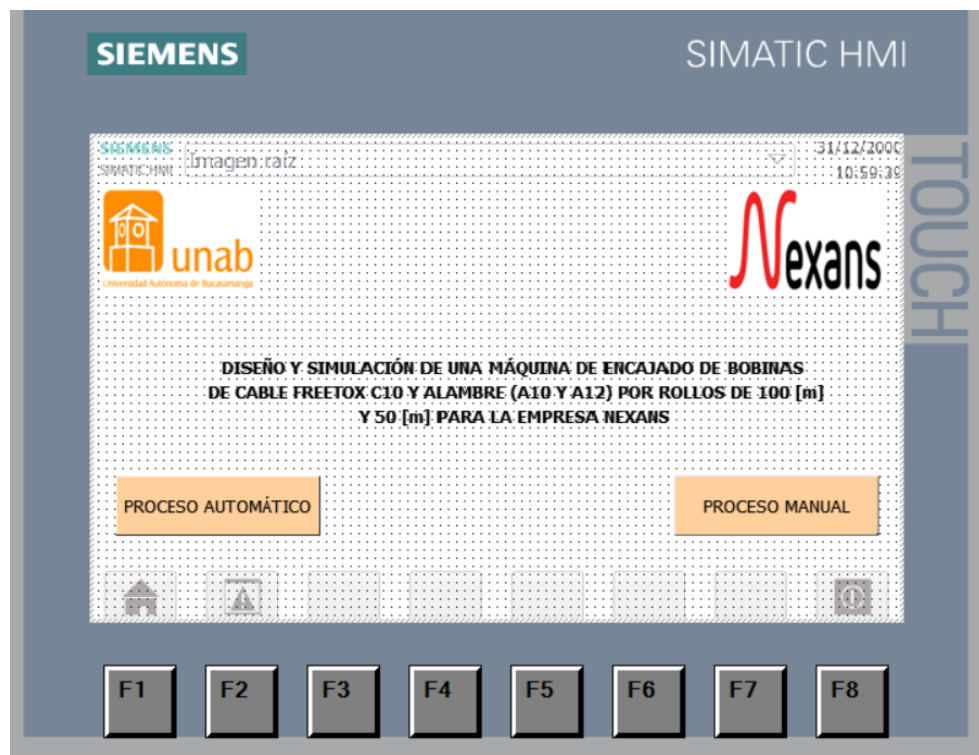 SIEMENS
SIMATIC HMI
TOUCH
SIEMENS
SIMATIC HMI
Imagen raíz
31/12/2000
10:59:39
unab
Universidad Autónoma de Bucaramanga
Nexans
DISEÑO Y SIMULACIÓN DE UNA MÁQUINA DE ENCAJADO DE BOBINAS
DE CABLE FREETOX C10 Y ALAMBRE (A10 Y A12) POR ROLLOS DE 100 [m]
Y 50 [m] PARA LA EMPRESA NEXANS
PROCESO AUTOMÁTICO
PROCESO MANUAL
F1 F2 F3 F4 F5 F6 F7 F8